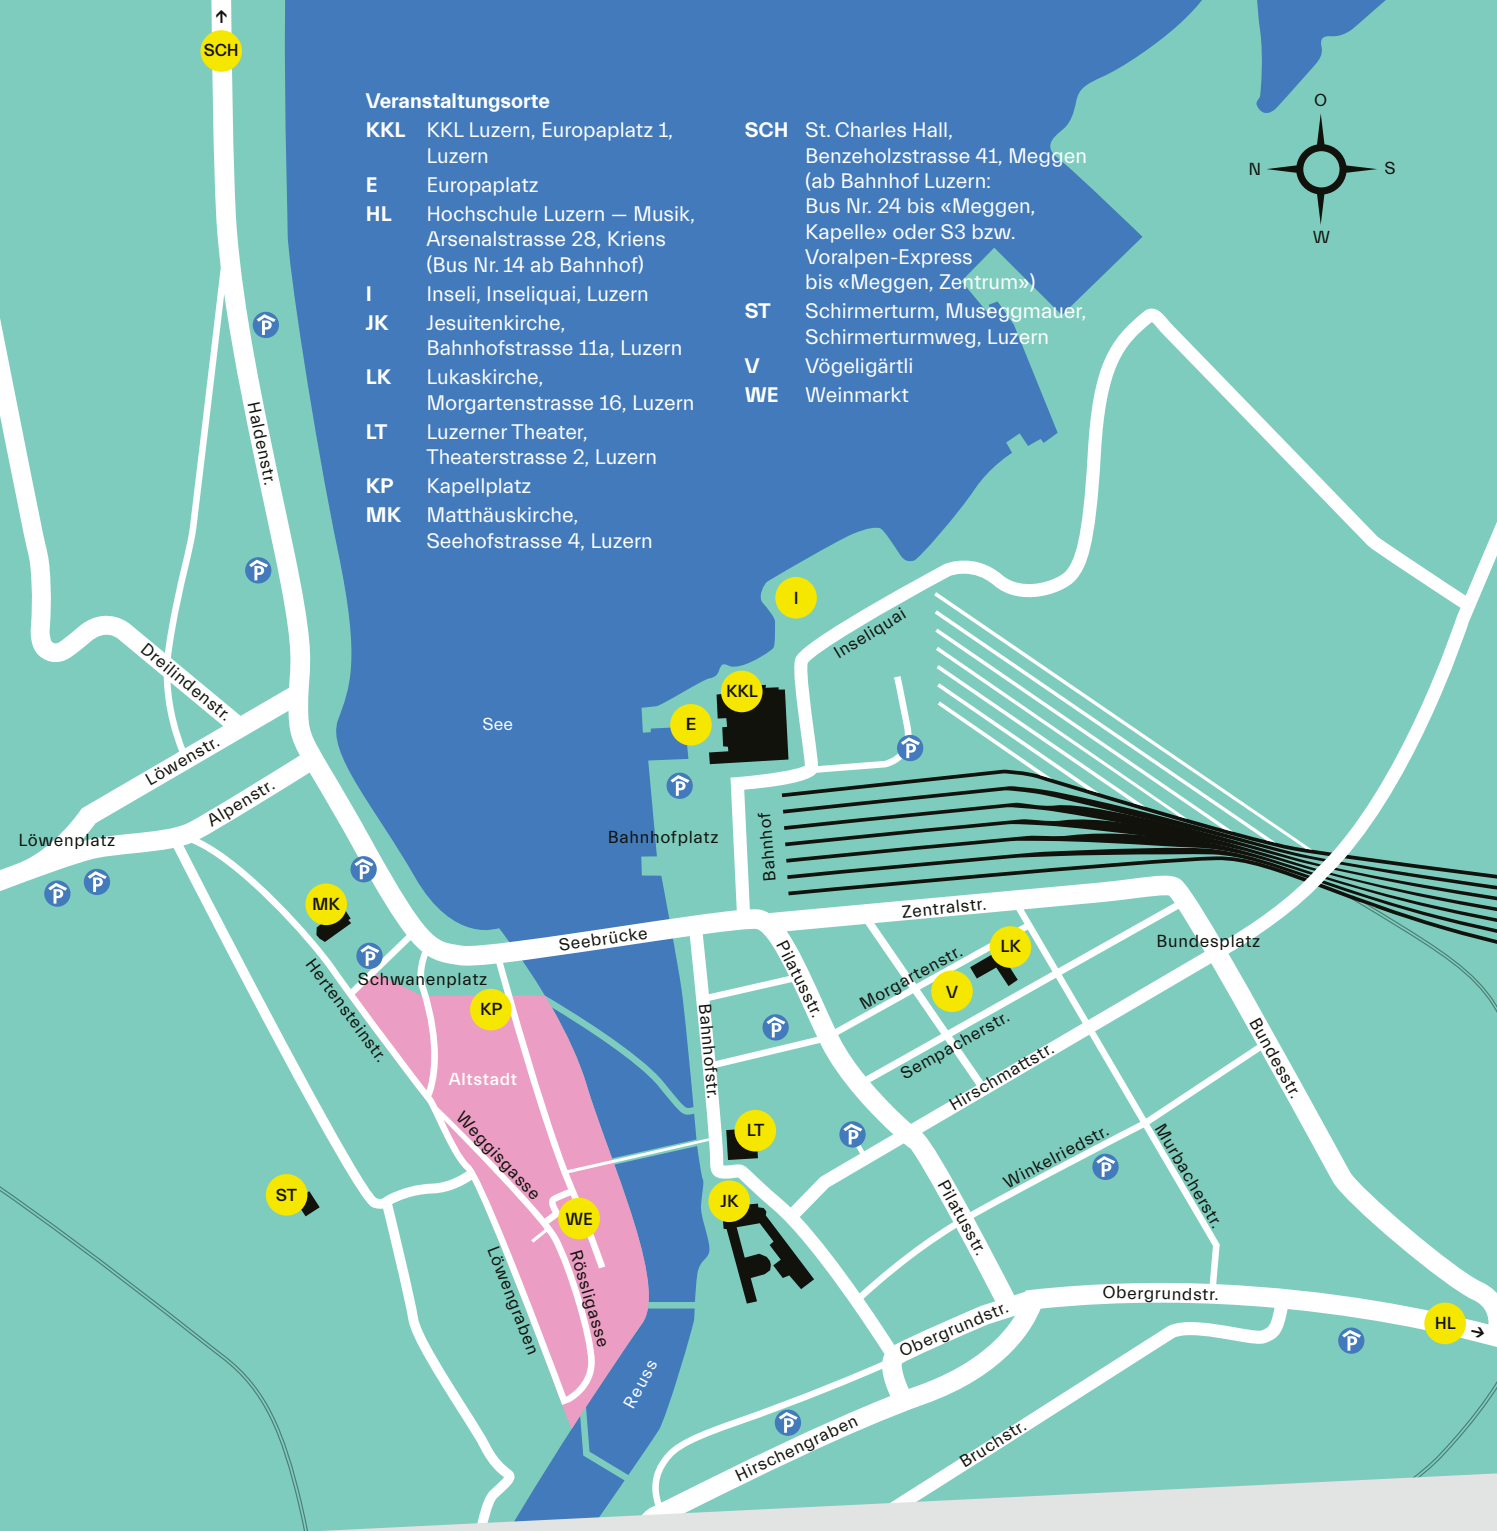 SCH
Veranstaltungsorte
KKL KKL Luzern, Europaplatz 1,
Luzern
E Europaplatz
HL Hochschule Luzern — Musik,
Arsenalstrasse 28, Kriens
(Bus Nr. 14 ab Bahnhof)
I Inseli, Inseliquai, Luzern
JK Jesuitenkirche,
Bahnhofstrasse 11a, Luzern
LK Lukaskirche,
Morgartenstrasse 16, Luzern
LT Luzerner Theater,
Theaterstrasse 2, Luzern
KP Kapellplatz
MK Matthäuskirche,
Seehofstrasse 4, Luzern
SCH St. Charles Hall,
Benzeholzstrasse 41, Meggen
(ab Bahnhof Luzern:
Bus Nr. 24 bis «Meggen,
Kapelle» oder S3 bzw.
Voralpen-Express
bis «Meggen, Zentrum»)
ST Schirmerturm, Museggmauer,
Schirmerturmweg, Luzern
V Vögeligärtli
WE Weinmarkt
O
N
S
W
P
Haldenstr.
P
I
Inseliquai
Dreilindenstr.
KKL
E
See
Löwenstr.
P
P
Alpenstr.
Löwenplatz
Bahnhofplatz
Bahnhof
P
P
P
MK
Zentralstr.
Seebrücke
Bundesplatz
LK
P
Schwanenplatz
Pilatusstr.
Morgartenstr.
V
Hertensteinstr.
KP
P
Bahnhofstr.
Sempacherstr.
Hirschmattstr.
Bundesstr.
Altstadt
Weggisgasse
LT
P
Winkelriedstr.
P
Murbacherstr.
ST
JK
WE
Pilatusstr.
Löwengraben
Rössligasse
Obergrundstr.
Obergrundstr.
HL
P
Reuss
P
Hirschengraben
Bruchstr.